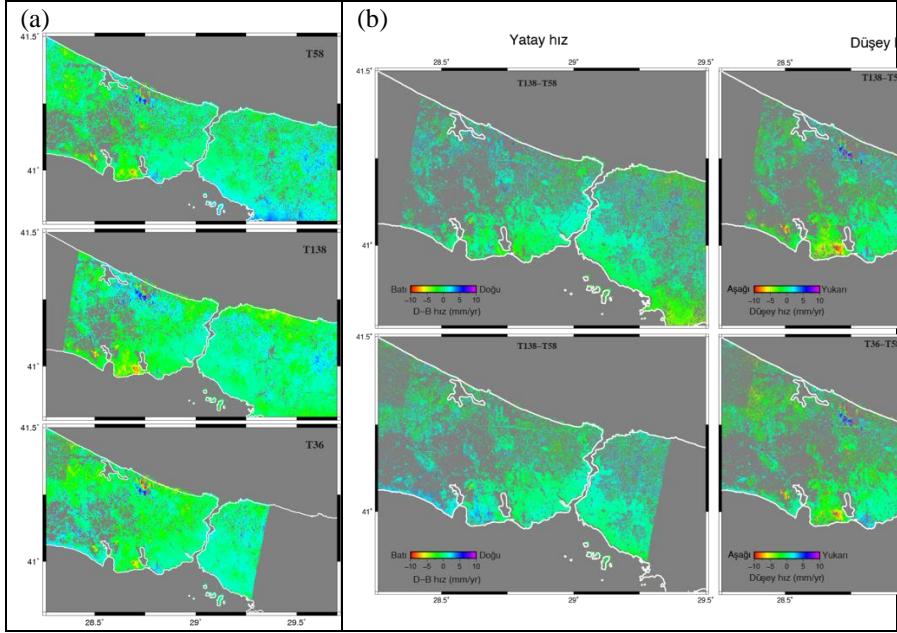 (a)
41.5˚
T58
41˚
41.5˚
T138
41˚
41.5˚
T36
41˚
28.5˚ 29˚ 29.5˚
(b)
Yatay hız
Düşey
28.5˚ 29˚ 29.5˚ 28.5˚
41.5˚
T138-T58
T138-T5
41˚
Batı Doğu
-10 -5 0 5 10
D-B hız (mm/yr)
Aşağı Yukarı
-10 -5 0 5 10
Düşey hız (mm/yr)
41.5˚
T138-T58
T36-T5
41˚
Batı Doğu
-10 -5 0 5 10
D-B hız (mm/yr)
Aşağı Yukarı
-10 -5 0 5 10
Düşey hız (mm/yr)
28.5˚ 29˚ 29.5˚ 28.5˚